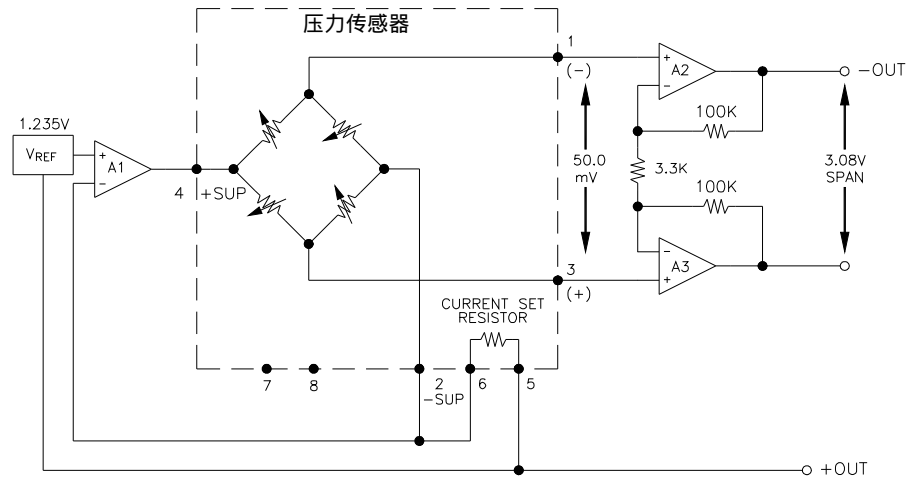 压力传感器
1
(-)
+
A2
-
-OUT
100K
1.235V
VREF
+
A1
-
4
+SUP
50.0
mV
3.3K
3.08V
SPAN
100K
-
A3
+
3
(+)
CURRENT SET
RESISTOR
7
8
2
-SUP
6
5
+OUT